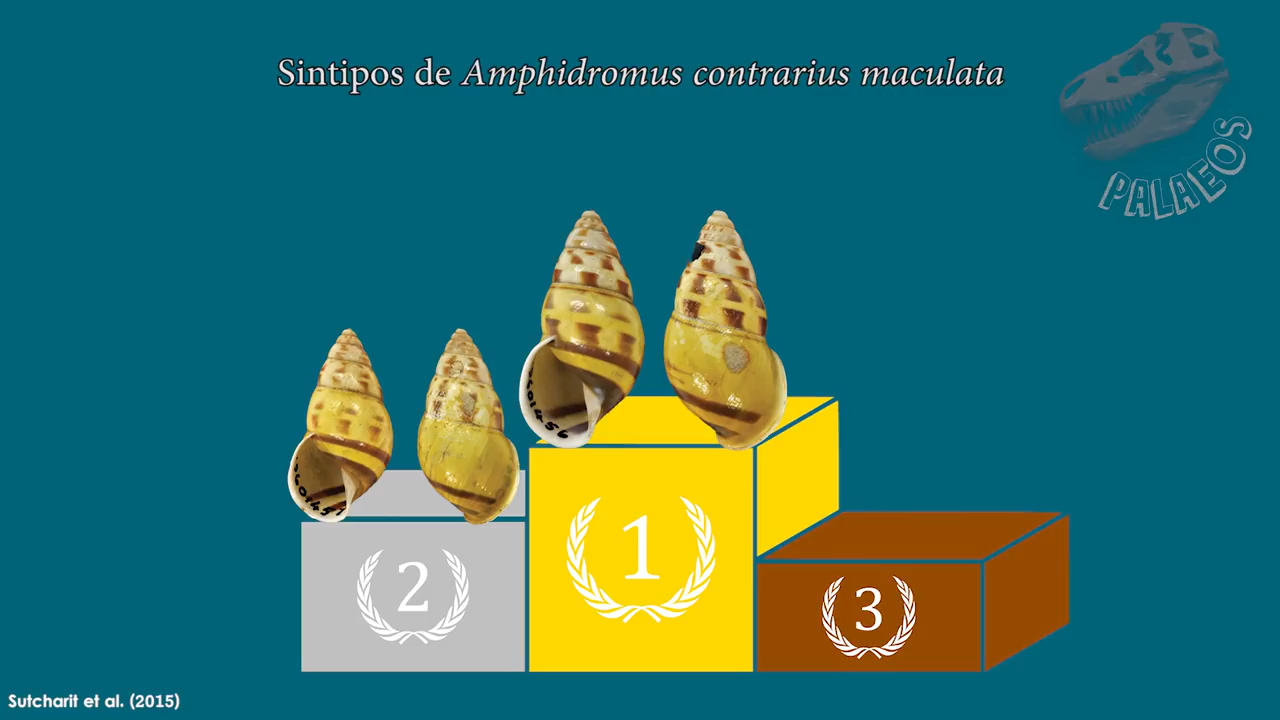 Sintipos de Amphidromus contrarius maculata
PALAEOS
2
1
3
Sutcharit et al. (2015)